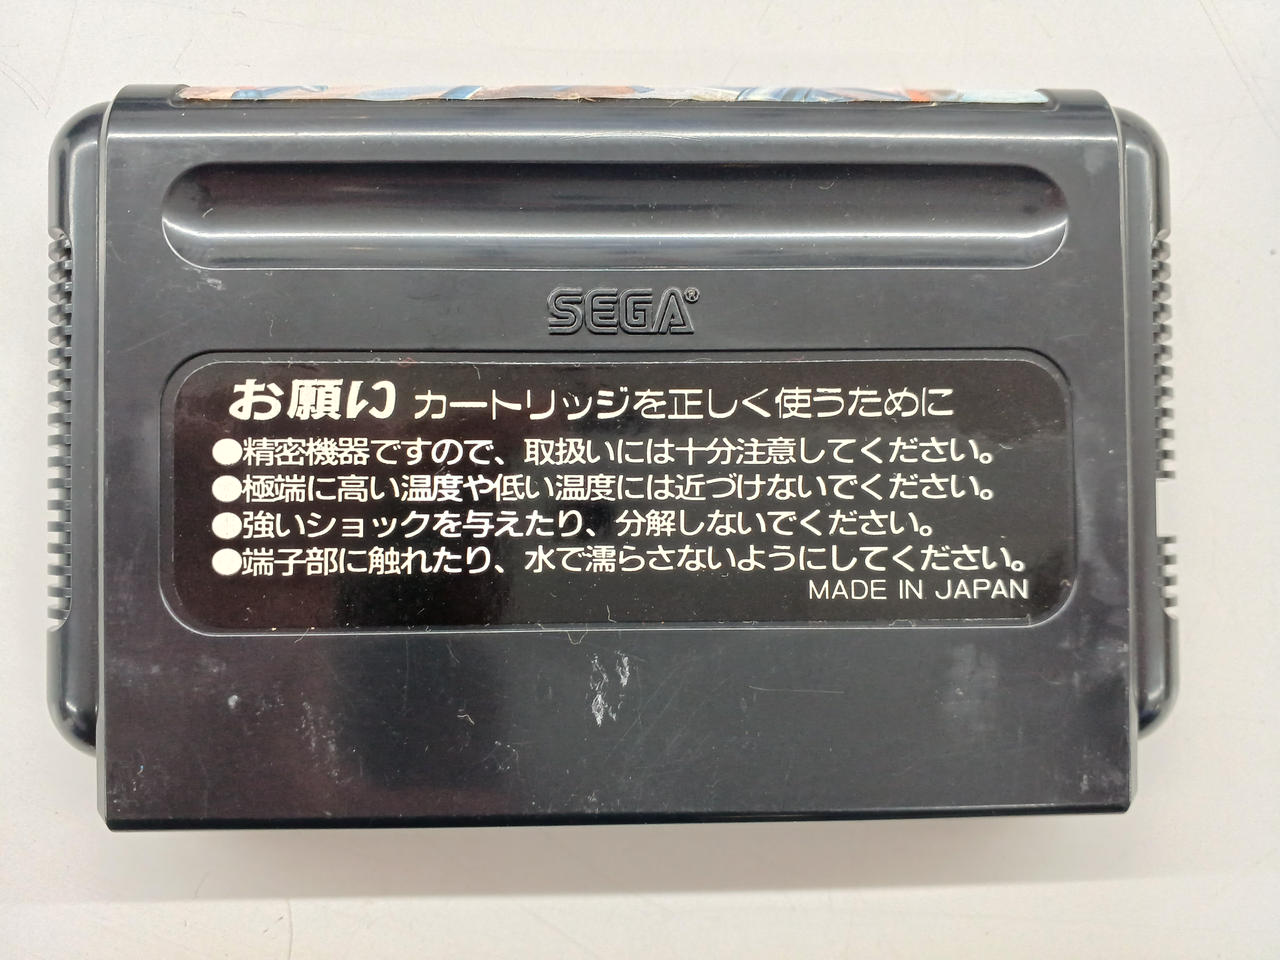 SEGA®
お願い カートリッジを正しく使うために
●精密機器ですので、取扱いには十分注意してください。
●極端に高い温度や低い温度には近づけないでください。
●強いショックを与えたり、分解しないでください。
●端子部に触れたり、水で濡らさないようにしてください。
MADE IN JAPAN